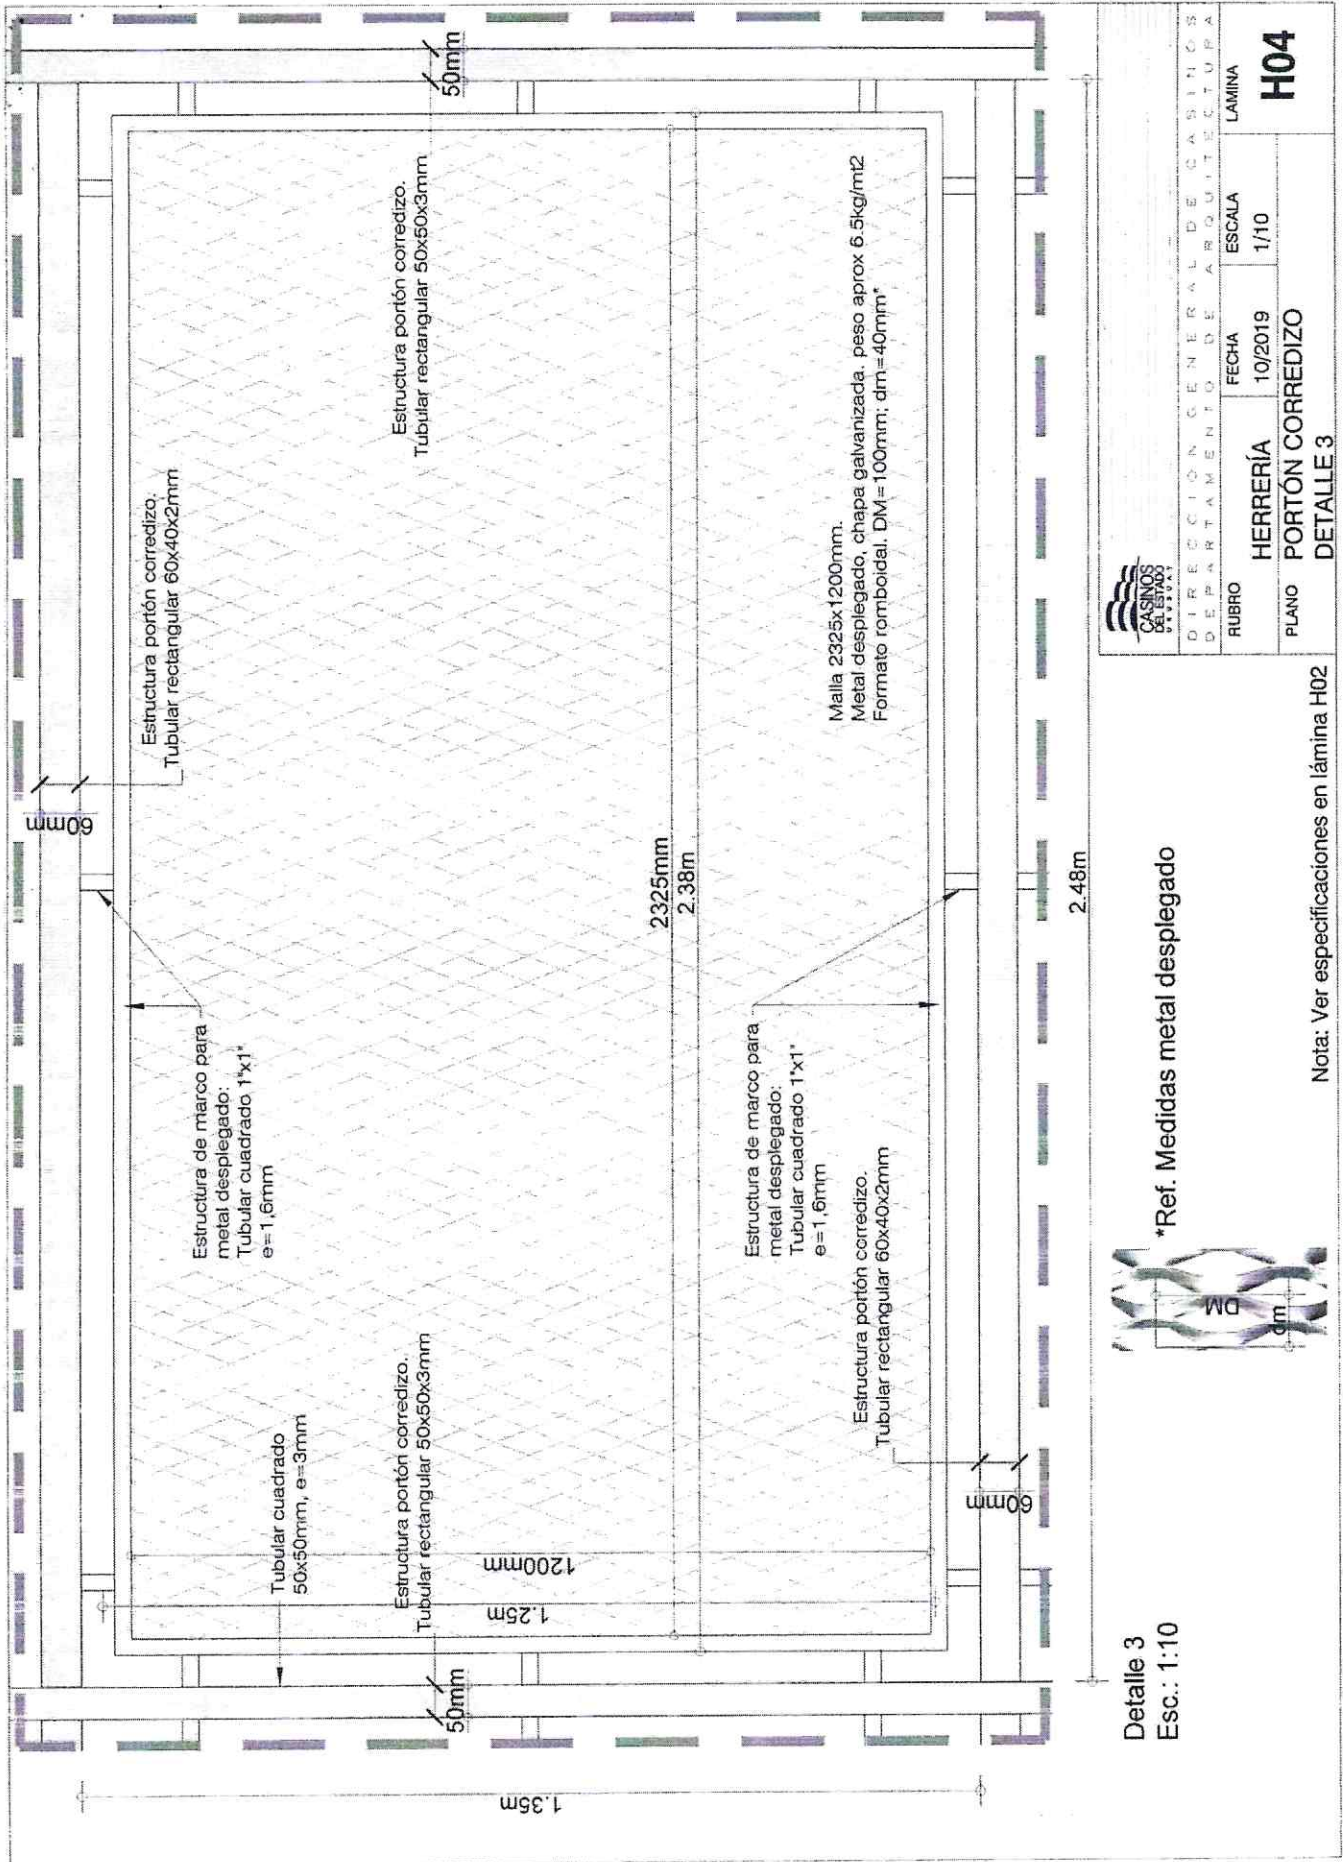 60mm
50mm
Estructura portón corredizo.
Tubular rectangular 60x40x2mm
Estructura de marco para
metal desplegado:
Tubular cuadrado 1"x1"
e=1,6mm
Tubular cuadrado
50x50mm, e=3mm
Estructura portón corredizo.
Tubular rectangular 50x50x3mm
Estructura portón corredizo.
Tubular rectangular 50x50x3mm
50mm
1.35m
1.25m
1200mm
2325mm
2.38m
Malla 2325x1200mm.
Metal desplegado, chapa galvanizada, peso aprox 6.5kg/mt2
Formato romboidal. DM=100mm; dm=40mm*
Estructura de marco para
metal desplegado:
Tubular cuadrado 1"x1"
e=1,6mm
Estructura portón corredizo.
Tubular rectangular 60x40x2mm
60mm
2.48m
Detalle 3
Esc.: 1:10
DM
dm
*Ref. Medidas metal desplegado
Nota: Ver especificaciones en lámina H02
CASINOS
DEL ESTADO
URUGUAY
DIRECCIÓN GENERAL DE CASINOS
DEPARTAMENTO DE ARQUITECTURA
RUBRO
HERRERÍA
FECHA
10/2019
ESCALA
1/10
LAMINA
H04
PLANO
PORTÓN CORREDIZO
DETALLE 3